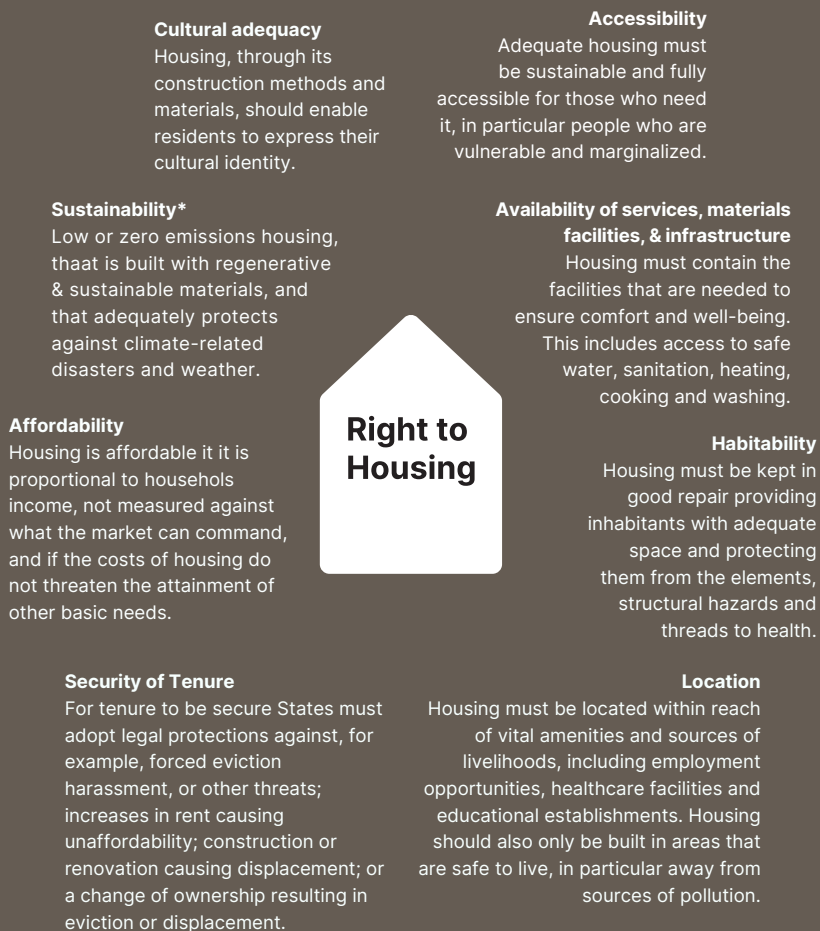 Cultural adequacy
Housing, through its
construction methods and
materials, should enable
residents to express their
cultural identity.
Accessibility
Adequate housing must
be sustainable and fully
accessible for those who need
it, in particular people who are
vulnerable and marginalized.
Sustainability*
Low or zero emissions housing,
thaat is built with regenerative
& sustainable materials, and
that adequately protects
against climate-related
disasters and weather.
Availability of services, materials
facilities, & infrastructure
Housing must contain the
facilities that are needed to
ensure comfort and well-being.
This includes access to safe
water, sanitation, heating,
cooking and washing.
Right to
Housing
Affordability
Housing is affordable it it is
proportional to househols
income, not measured against
what the market can command,
and if the costs of housing do
not threaten the attainment of
other basic needs.
Habitability
Housing must be kept in
good repair providing
inhabitants with adequate
space and protecting
them from the elements,
structural hazards and
threads to health.
Security of Tenure
For tenure to be secure States must
adopt legal protections against, for
example, forced eviction
harassment, or other threats;
increases in rent causing
unaffordability; construction or
renovation causing displacement; or
a change of ownership resulting in
eviction or displacement.
Location
Housing must be located within reach
of vital amenities and sources of
livelihoods, including employment
opportunities, healthcare facilities and
educational establishments. Housing
should also only be built in areas that
are safe to live, in particular away from
sources of pollution.